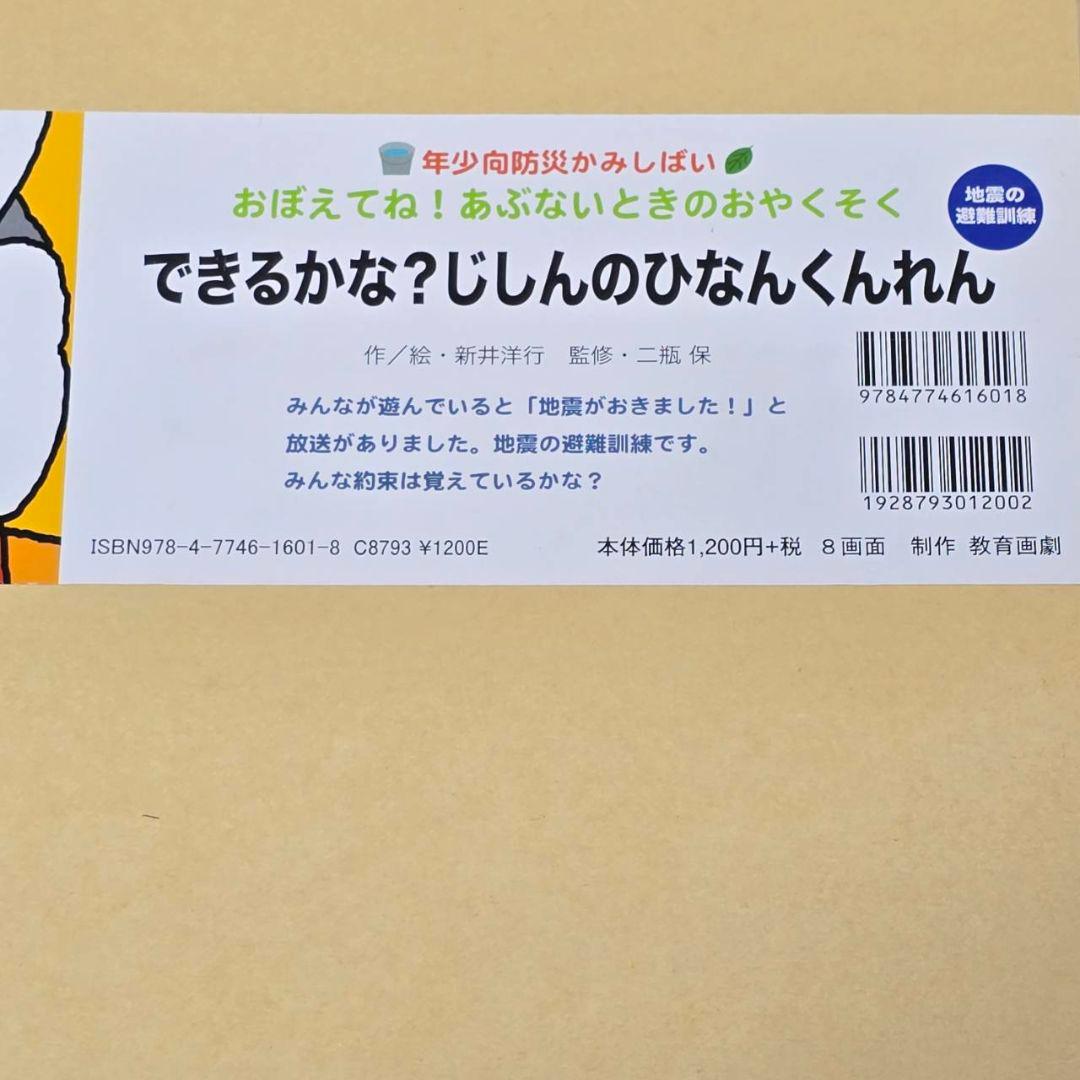 年少向防災かみしばい
おぼえてね！あぶないときのおやくそく
地震の
避難訓練
できるかな？じしんのひなんくんれん
作／絵・新井洋行　監修・二瓶 保
9784774616018
みんなが遊んでいると「地震がおきました！」と
放送がありました。地震の避難訓練です。
みんな約束は覚えているかな？
1928793012002
ISBN978-4-7746-1601-8 C8793 ¥1200E
本体価格1,200円+税　8画面　制作 教育画劇